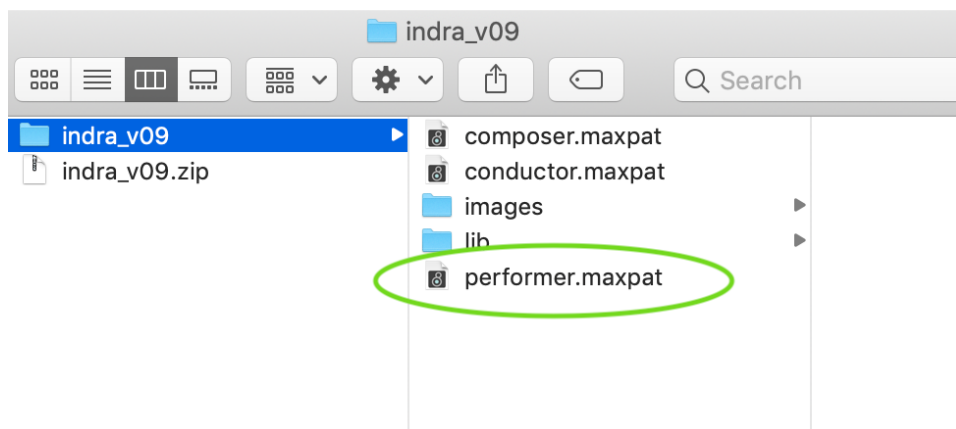 indra_v09
Search
indra_v09
indra_v09.zip
composer.maxpat
conductor.maxpat
images
lib
performer.maxpat